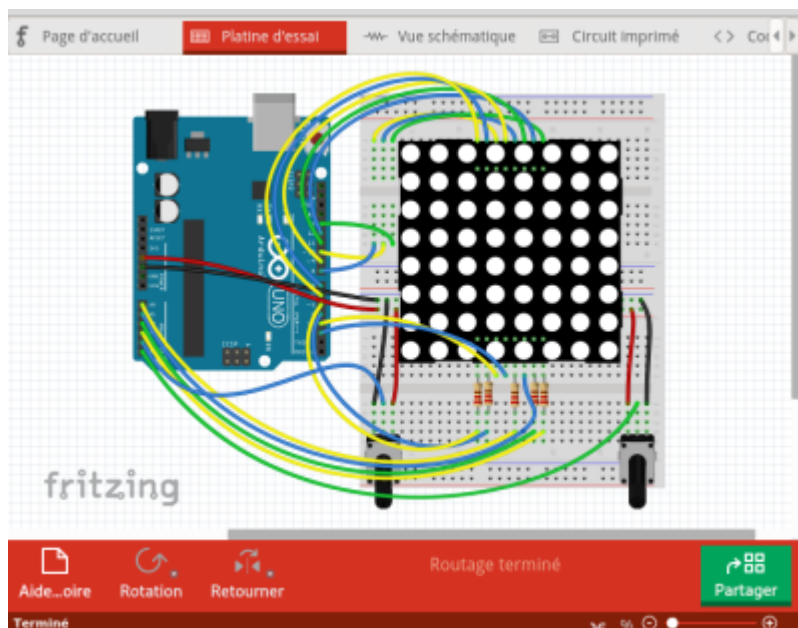 Page d'accueil
Platine d'essai
Vue schématique
Circuit imprimé
UNO
fritzing
Routage terminé
Aide...oire
Rotation
Retourner
Partager
Terminé
%